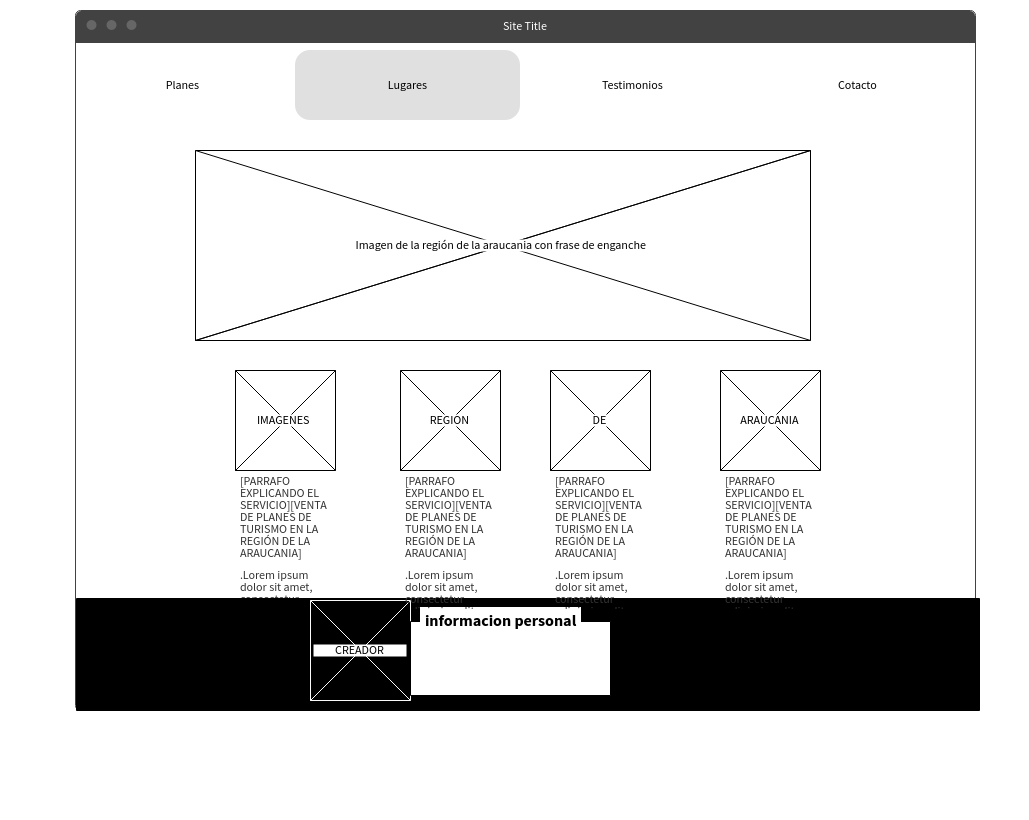 Site Title
Planes
Lugares
Testimonios
Cotacto
Imagen de la región de la araucania con frase de enganche
IMAGENES
REGION
DE
ARAUCANIA
[PARRAFO
EXPLICANDO EL
SERVICIO][VENTA
DE PLANES DE
TURISMO EN LA
REGIÓN DE LA
ARAUCANIA]
.Lorem ipsum
dolor sit amet,
consectetur
[PARRAFO
EXPLICANDO EL
SERVICIO][VENTA
DE PLANES DE
TURISMO EN LA
REGIÓN DE LA
ARAUCANIA]
.Lorem ipsum
dolor sit amet,
consectetur
[PARRAFO
EXPLICANDO EL
SERVICIO][VENTA
DE PLANES DE
TURISMO EN LA
REGIÓN DE LA
ARAUCANIA]
.Lorem ipsum
dolor sit amet,
consectetur
[PARRAFO
EXPLICANDO EL
SERVICIO][VENTA
DE PLANES DE
TURISMO EN LA
REGIÓN DE LA
ARAUCANIA]
.Lorem ipsum
dolor sit amet,
consectetur
CREADOR
informacion personal